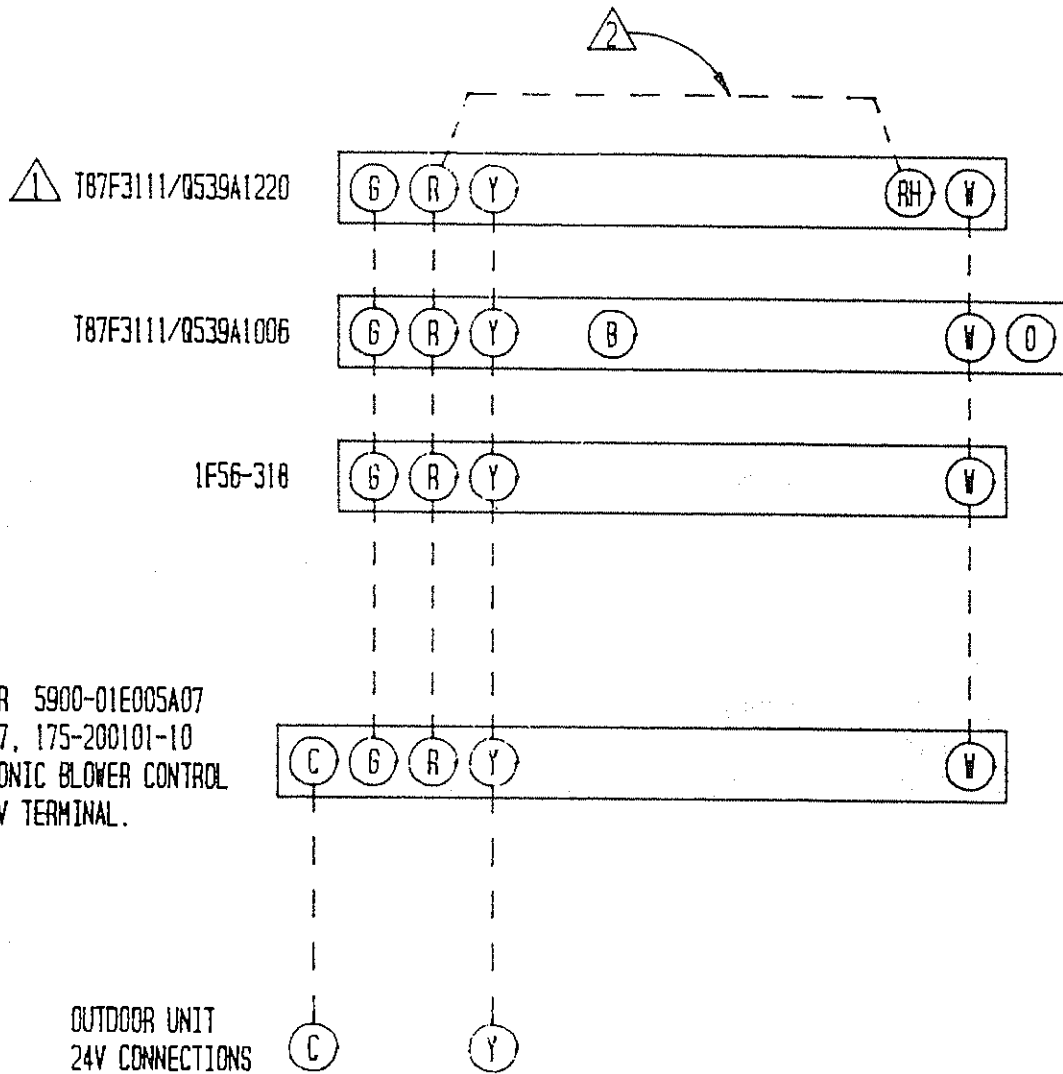 2
1 T87F3111/Q539A1220 G R Y RH W
T87F3111/Q539A1006 G R Y B W O
1F56-318 G R Y W
R 5900-01E005A07
7, 175-200101-10
ONIC BLOWER CONTROL
V TERMINAL.
C G R Y W
OUTDOOR UNIT
24V CONNECTIONS
C Y